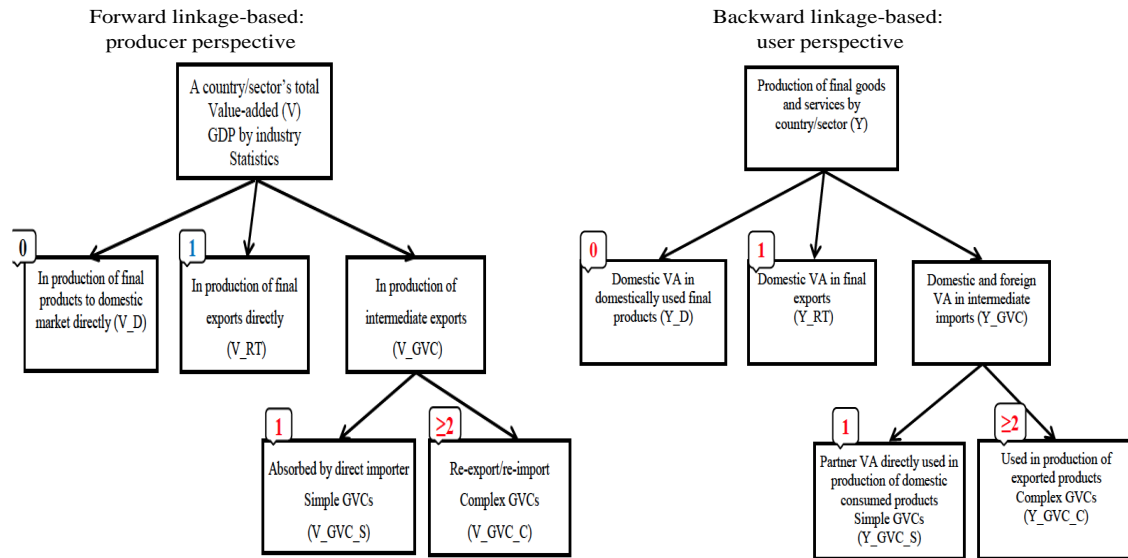 Forward linkage-based:
producer perspective
A country/sector's total
Value-added (V)
GDP by industry
Statistics
0
In production of final
products to domestic
market directly (V_D)
1
In production of final
exports directly
(V_RT)
In production of
intermediate exports
(V_GVC)
1
Absorbed by direct importer
Simple GVCs
(V_GVC_S)
≥2
Re-export/re-import
Complex GVCs
(V_GVC_C)
Backward linkage-based:
user perspective
Production of final goods
and services by
country/sector (Y)
0
Domestic VA in
domestically used final
products (Y_D)
1
Domestic VA in final
exports
(Y_RT)
Domestic and foreign
VA in intermediate
imports (Y_GVC)
1
Partner VA directly used in
production of domestic
consumed products
Simple GVCs
(Y_GVC_S)
≥2
Used in production of
exported products
Complex GVCs
(Y_GVC_C)